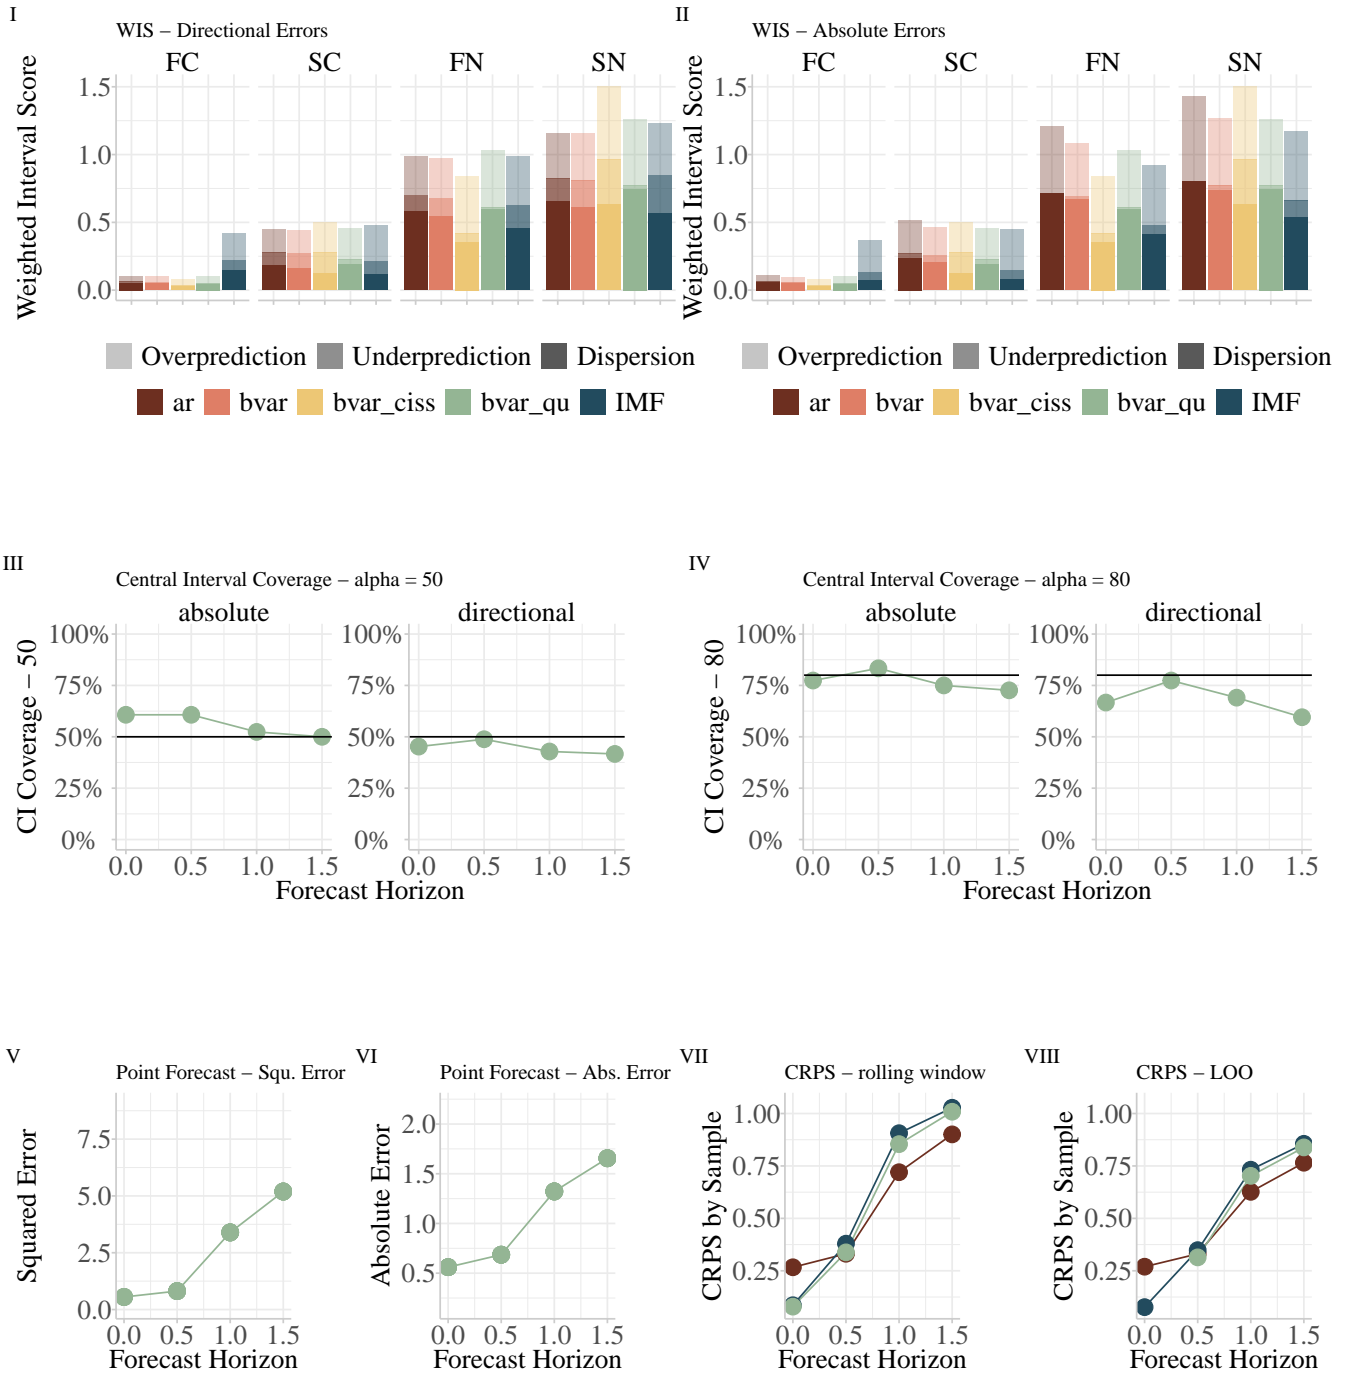 I
WIS – Directional Errors
FC SC FN SN
Weighted Interval Score
1.5
1.0
0.5
0.0
Overprediction Underprediction Dispersion
ar bvar bvar_ciss bvar_qu IMF
II
WIS – Absolute Errors
FC SC FN SN
Weighted Interval Score
1.5
1.0
0.5
0.0
Overprediction Underprediction Dispersion
ar bvar bvar_ciss bvar_qu IMF
III
Central Interval Coverage – alpha = 50
absolute directional
CI Coverage – 50
100% 100%
75% 75%
50% 50%
25% 25%
0% 0%
0.0 0.5 1.0 1.5 0.0 0.5 1.0 1.5
Forecast Horizon
IV
Central Interval Coverage – alpha = 80
absolute directional
CI Coverage – 80
100% 100%
75% 75%
50% 50%
25% 25%
0% 0%
0.0 0.5 1.0 1.5 0.0 0.5 1.0 1.5
Forecast Horizon
V
Point Forecast – Squ. Error
Squared Error
7.5
5.0
2.5
0.0
0.0 0.5 1.0 1.5
Forecast Horizon
VI
Point Forecast – Abs. Error
Absolute Error
2.0
1.5
1.0
0.5
0.0 0.5 1.0 1.5
Forecast Horizon
VII
CRPS – rolling window
CRPS by Sample
1.00
0.75
0.50
0.25
0.0 0.5 1.0 1.5
Forecast Horizon
VIII
CRPS – LOO
CRPS by Sample
1.00
0.75
0.50
0.25
0.0 0.5 1.0 1.5
Forecast Horizon